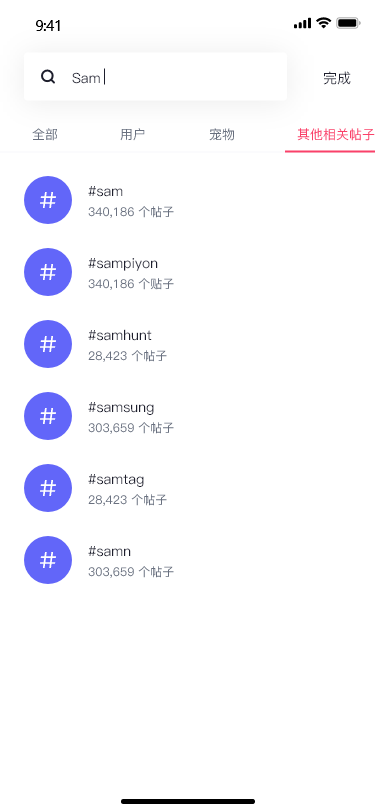 9:41
Sam
完成
全部
用户
宠物
其他相关帖子
#
#sam
340,186 个帖子
#
#sampiyon
340,186 个贴子
#
#samhunt
28,423 个帖子
#
#samsung
303,659 个帖子
#
#samtag
28,423 个帖子
#
#samn
303,659 个帖子